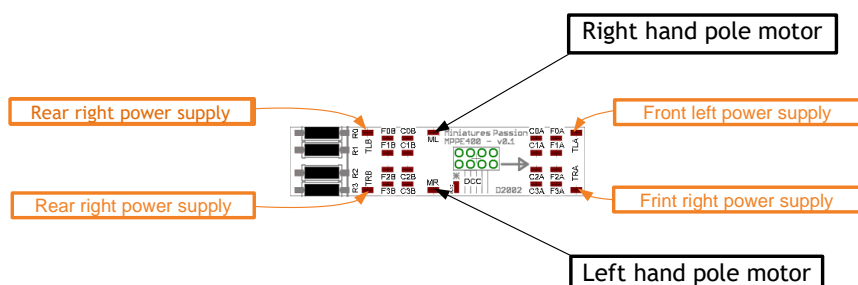 Right hand pole motor
Rear right power supply
Front left power supply
R0
R1
TLB
F0B
C0B
F1B
C1B
ML
Miniatures Passion
MPPE400 - v0.1
C0A
F0A
C1A
F1A
TLA
R2
R3
TRB
F2B
C2B
F3B
C3B
MR
DCC
D2002
C2A
F2A
C3A
F3A
TRA
Rear right power supply
Frint right power supply
Left hand pole motor